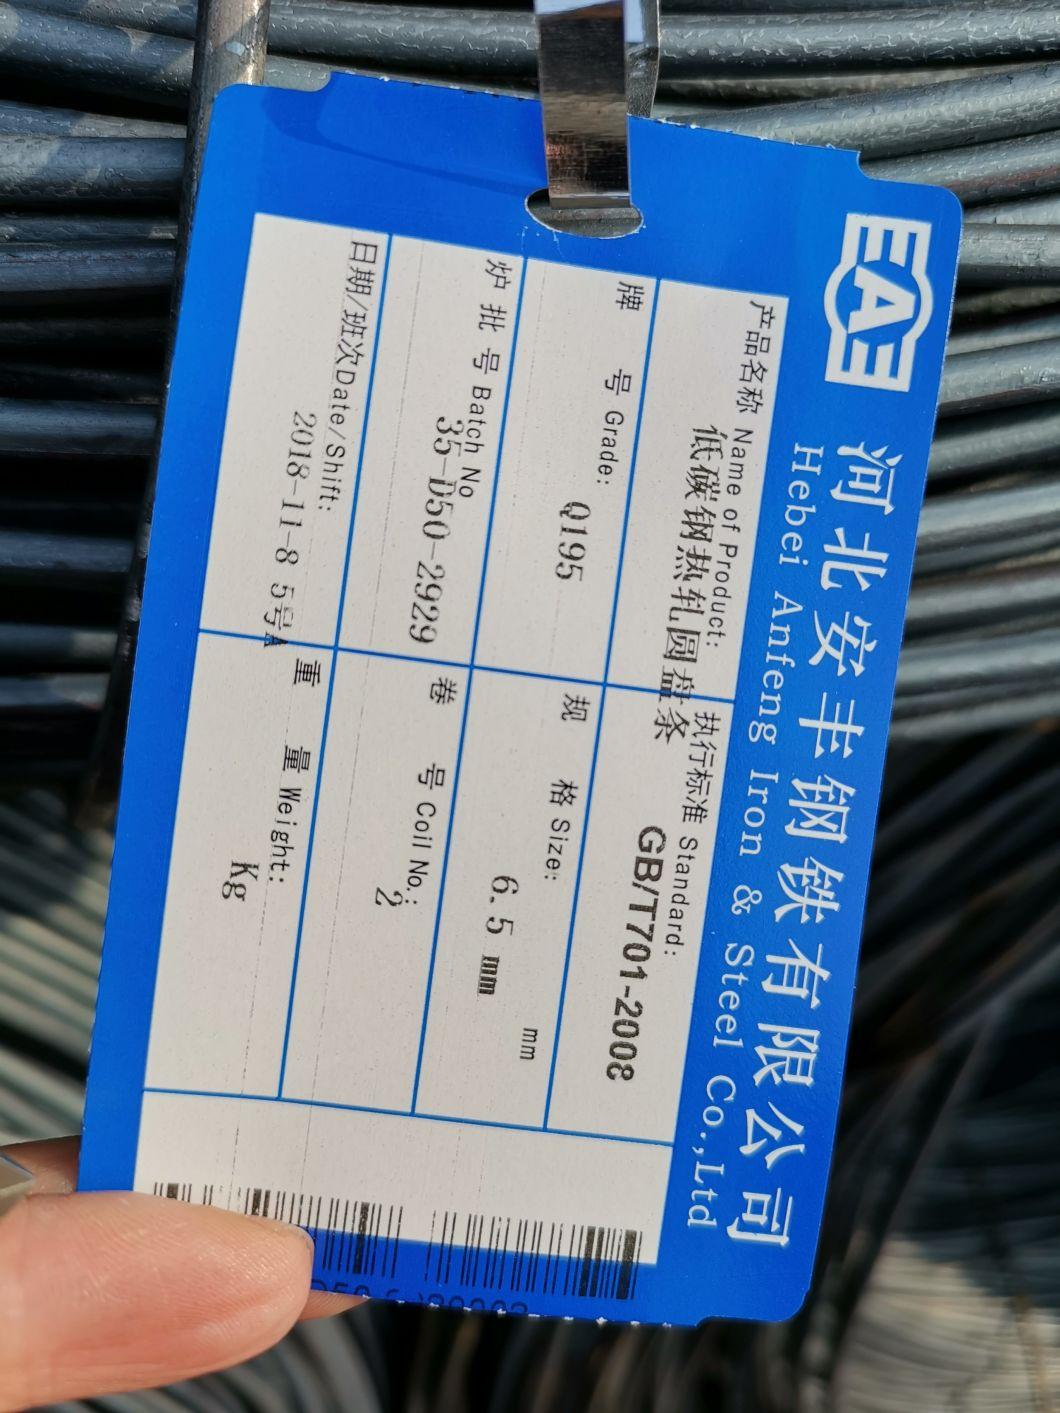 EAE
河北安丰钢铁有限公司
Hebei Anfeng Iron & Steel Co.,Ltd
产品名称 Name of Product:
低碳钢热轧圆盘条
执行标准 Standard:
GB/T701-2008
牌 号 Grade:
Q195
规 格 Size:
mm
6.5 mm
炉 批 号 Batch No
35-D50-2929
卷 号 Coil No.:
2
日期/班次Date/Shift:
2018-11-8 5号A
重 量 Weight:
Kg